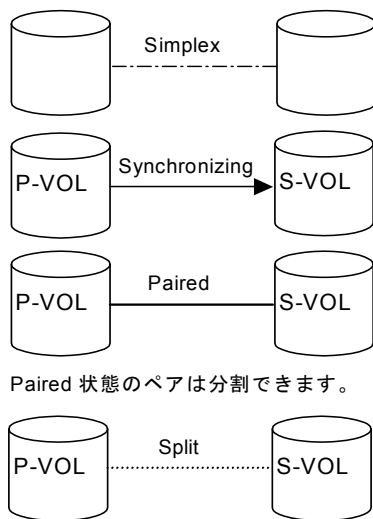 Simplex
Synchronizing
P-VOL S-VOL
Paired
P-VOL S-VOL
Paired 状態のペアは分割できます。
Split
P-VOL S-VOL